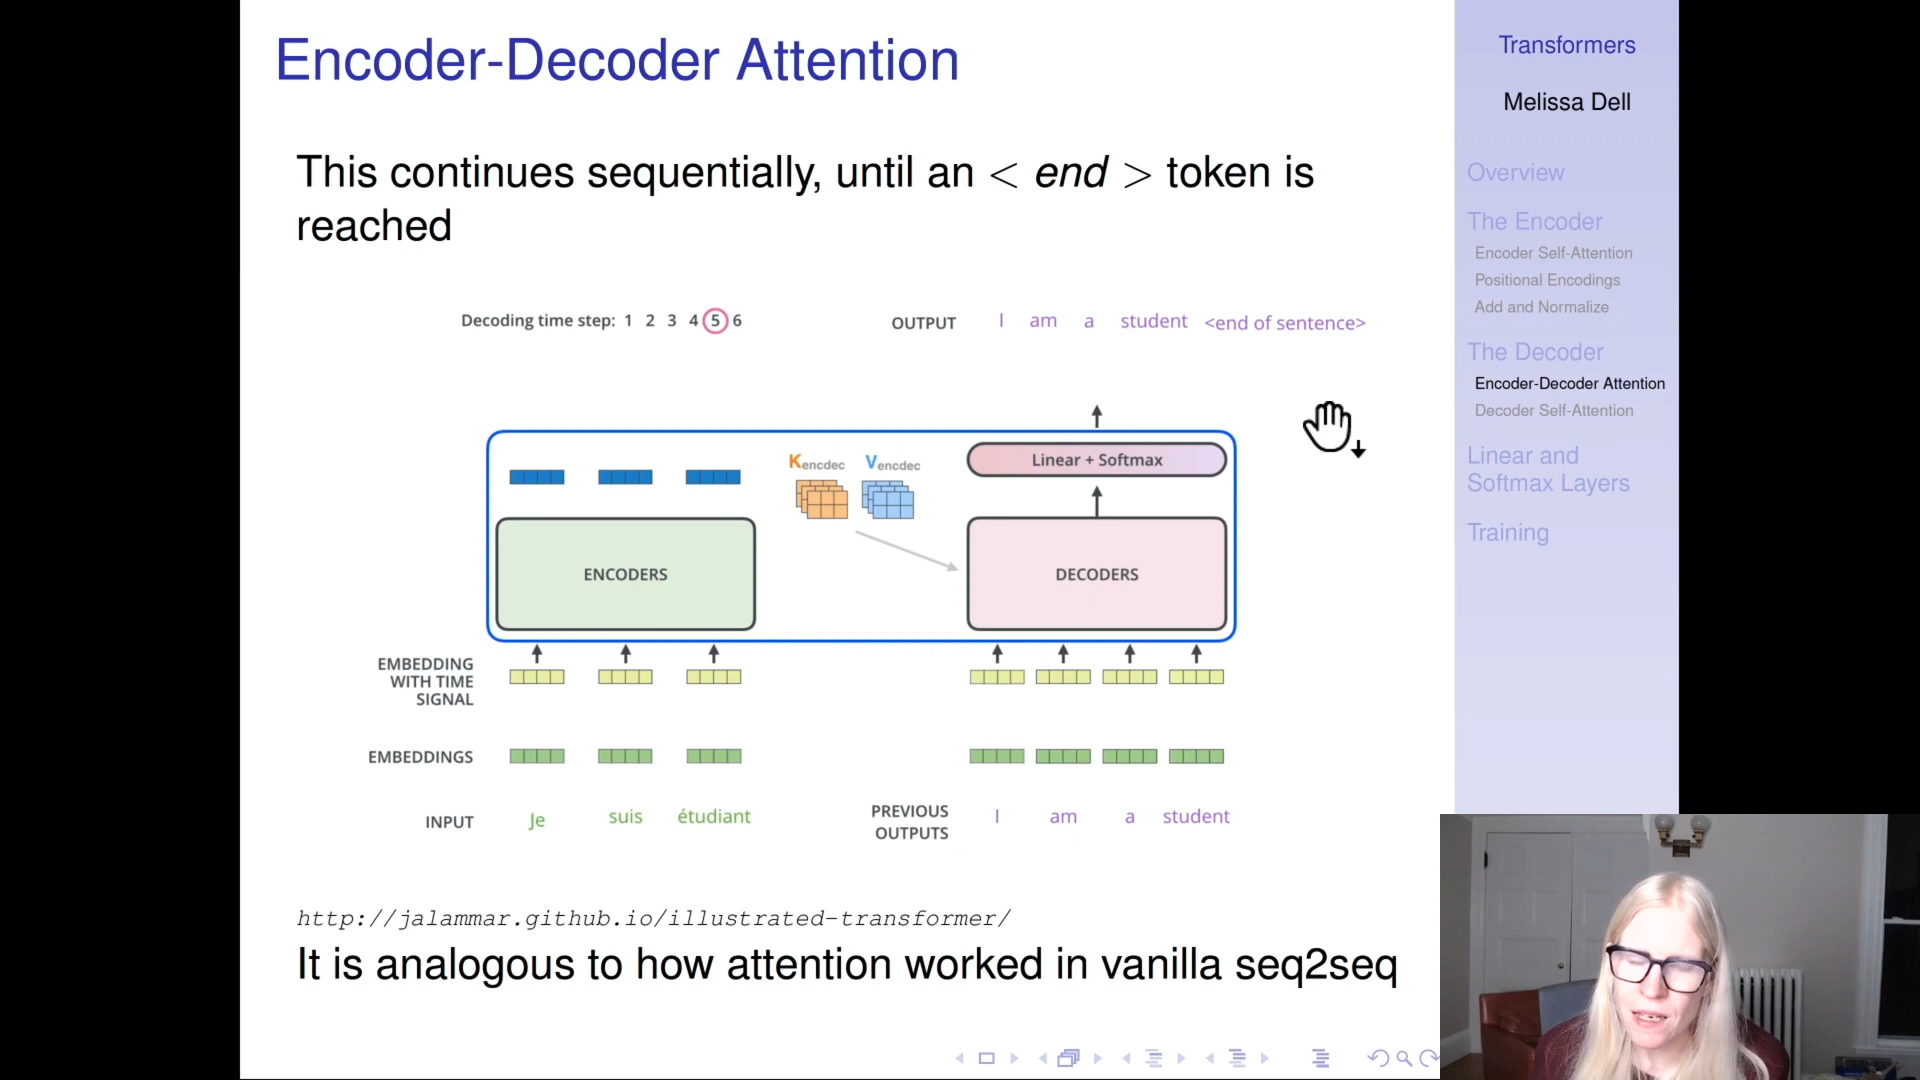 Encoder-Decoder Attention
This continues sequentially, until an < end > token is
reached
Decoding time step: 1 2 3 4 5 6
OUTPUT I am a student <end of sentence>
Kencdec Vencdec
Linear + Softmax
ENCODERS
DECODERS
EMBEDDING
WITH TIME
SIGNAL
EMBEDDINGS
INPUT Je suis étudiant
PREVIOUS
OUTPUTS
I am a student
http://jalammar.github.io/illustrated-transformer/
It is analogous to how attention worked in vanilla seq2seq
Transformers
Melissa Dell
Overview
The Encoder
Encoder Self-Attention
Positional Encodings
Add and Normalize
The Decoder
Encoder-Decoder Attention
Decoder Self-Attention
Linear and
Softmax Layers
Training